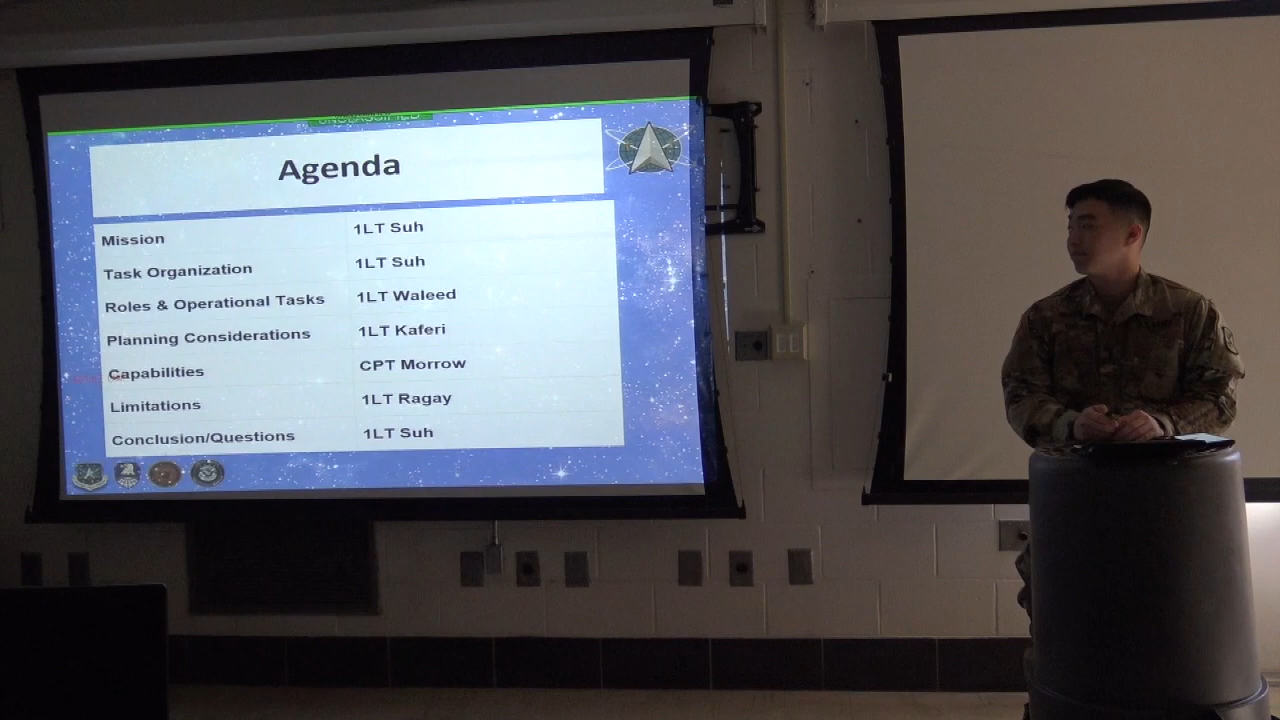 UNCLASSIFIED
Agenda
Mission 1LT Suh
Task Organization 1LT Suh
Roles & Operational Tasks 1LT Waleed
Planning Considerations 1LT Kaferi
Capabilities CPT Morrow
Limitations 1LT Ragay
Conclusion/Questions 1LT Suh